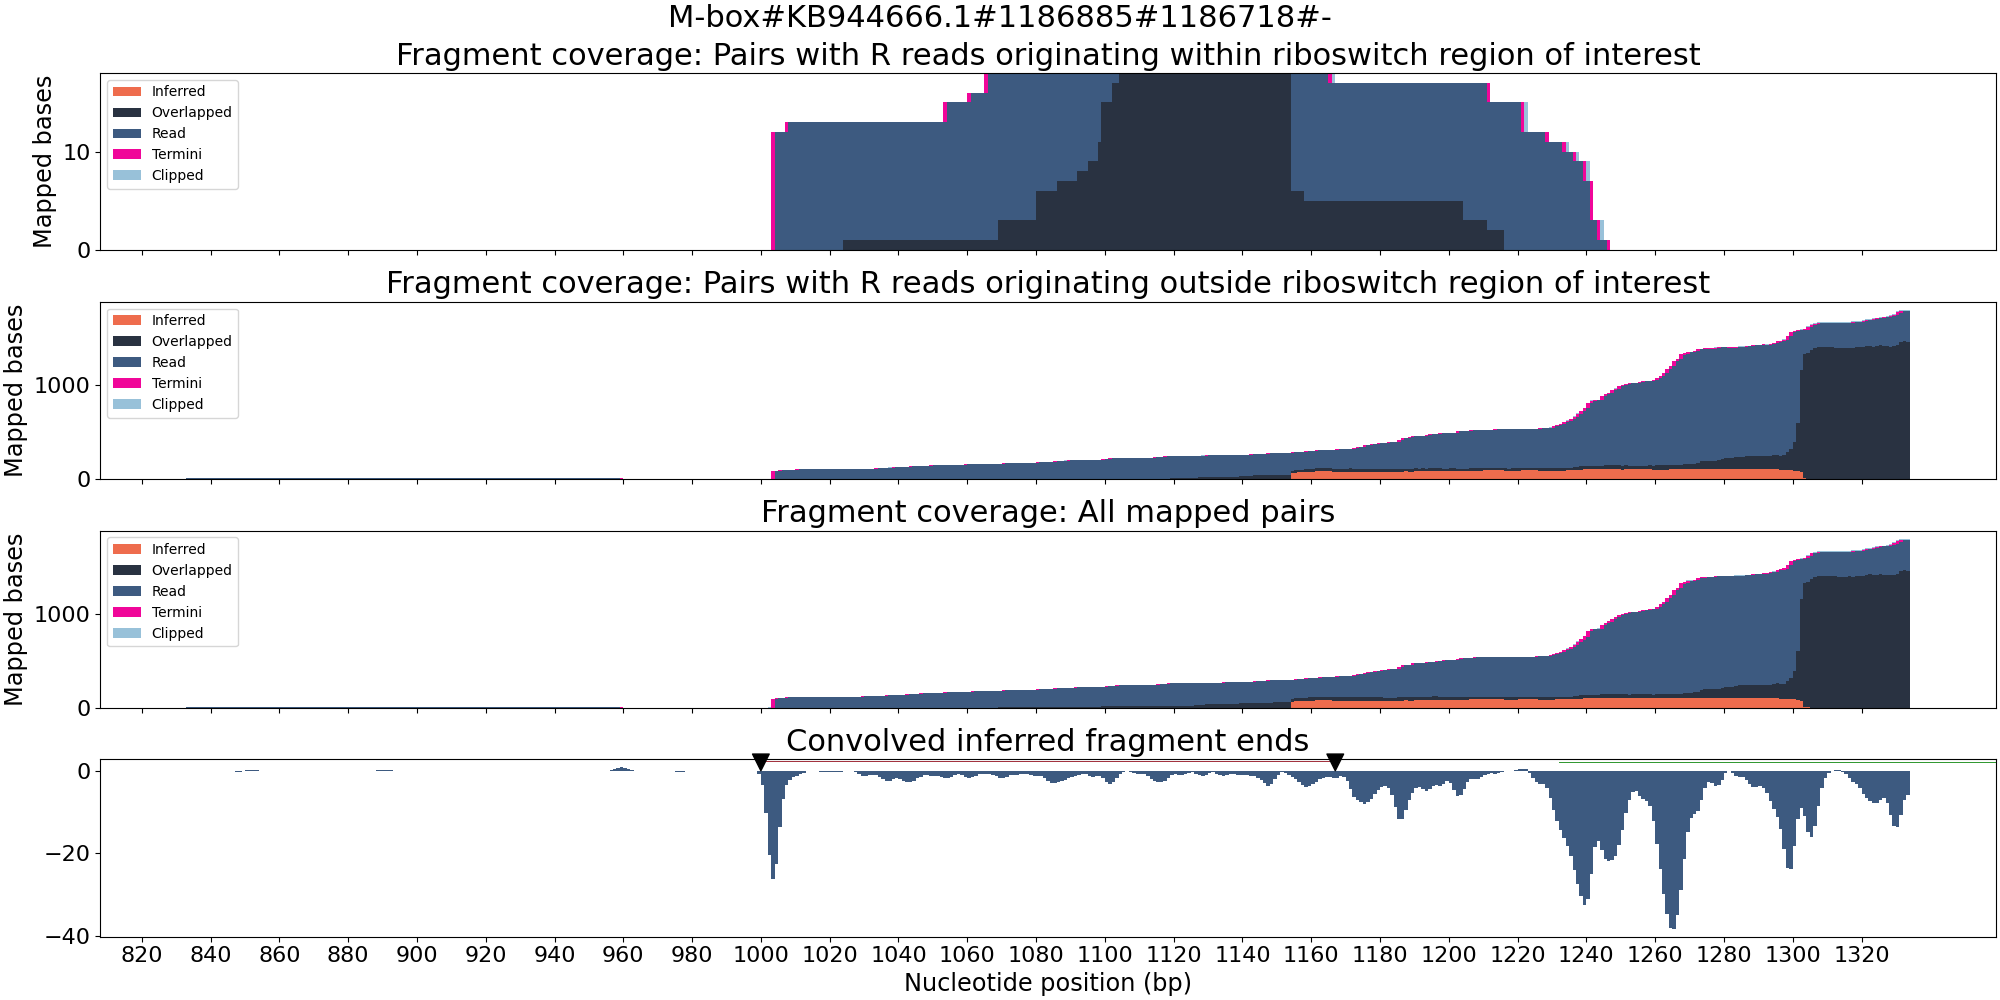 M-box#KB944666.1#1186885#1186718#-
Fragment coverage: Pairs with R reads originating within riboswitch region of interest
Mapped bases
10
0
Inferred
Overlapped
Read
Termini
Clipped
Fragment coverage: Pairs with R reads originating outside riboswitch region of interest
Mapped bases
1000
0
Inferred
Overlapped
Read
Termini
Clipped
Fragment coverage: All mapped pairs
Mapped bases
1000
0
Inferred
Overlapped
Read
Termini
Clipped
Convolved inferred fragment ends
0
−20
−40
820 840 860 880 900 920 940 960 980 1000 1020 1040 1060 1080 1100 1120 1140 1160 1180 1200 1220 1240 1260 1280 1300 1320
Nucleotide position (bp)